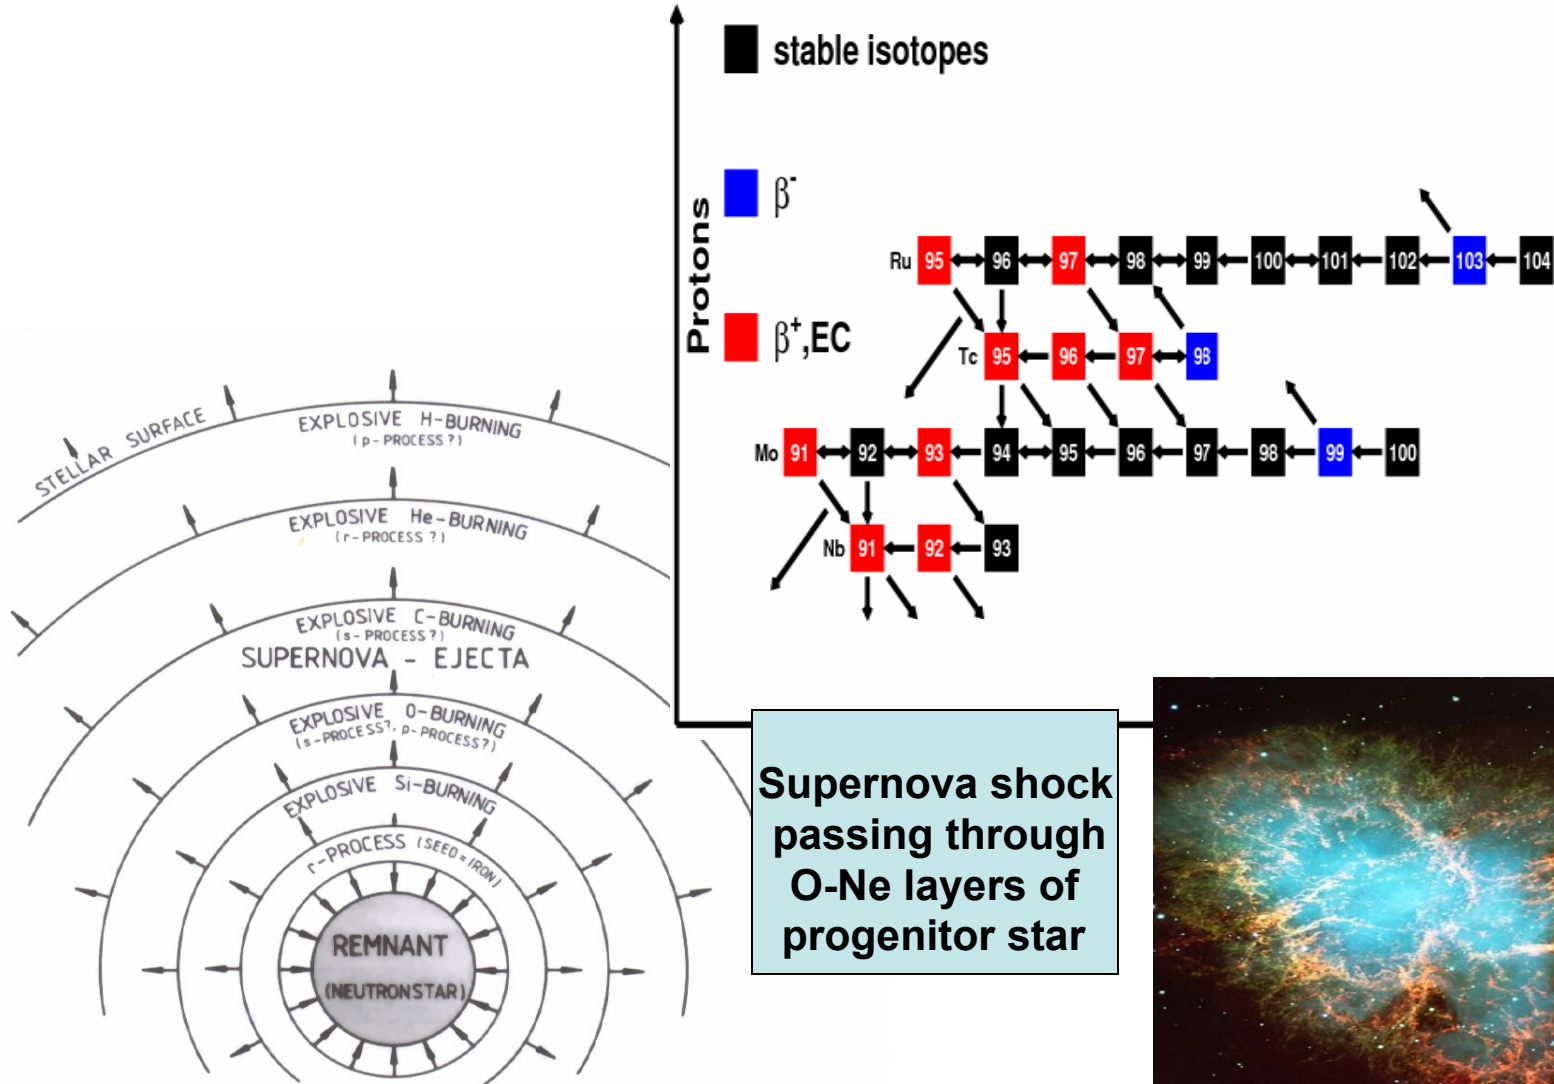 stable isotopes
β-
β+,EC
Protons
Ru 95 96 97 98 99 100 101 102 103 104
Tc 95 96 97 98
Mo 91 92 93 94 95 96 97 98 99 100
Nb 91 92 93
STELLAR SURFACE
EXPLOSIVE H-BURNING
(p-PROCESS?)
EXPLOSIVE He-BURNING
(r-PROCESS?)
EXPLOSIVE C-BURNING
(s-PROCESS?)
SUPERNOVA - EJECTA
EXPLOSIVE O-BURNING
(s-PROCESS?, p-PROCESS?)
EXPLOSIVE Si-BURNING
r-PROCESS (SEED=IRON)
REMNANT
(NEUTRONSTAR)
Supernova shock
passing through
O-Ne layers of
progenitor star